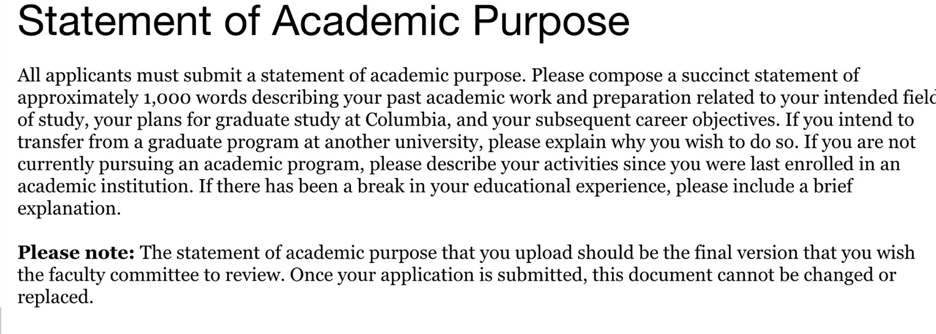 Statement of Academic Purpose
All applicants must submit a statement of academic purpose. Please compose a succinct statement of
approximately 1,000 words describing your past academic work and preparation related to your intended field
of study, your plans for graduate study at Columbia, and your subsequent career objectives. If you intend to
transfer from a graduate program at another university, please explain why you wish to do so. If you are not
currently pursuing an academic program, please describe your activities since you were last enrolled in an
academic institution. If there has been a break in your educational experience, please include a brief
explanation.
Please note: The statement of academic purpose that you upload should be the final version that you wish
the faculty committee to review. Once your application is submitted, this document cannot be changed or
replaced.